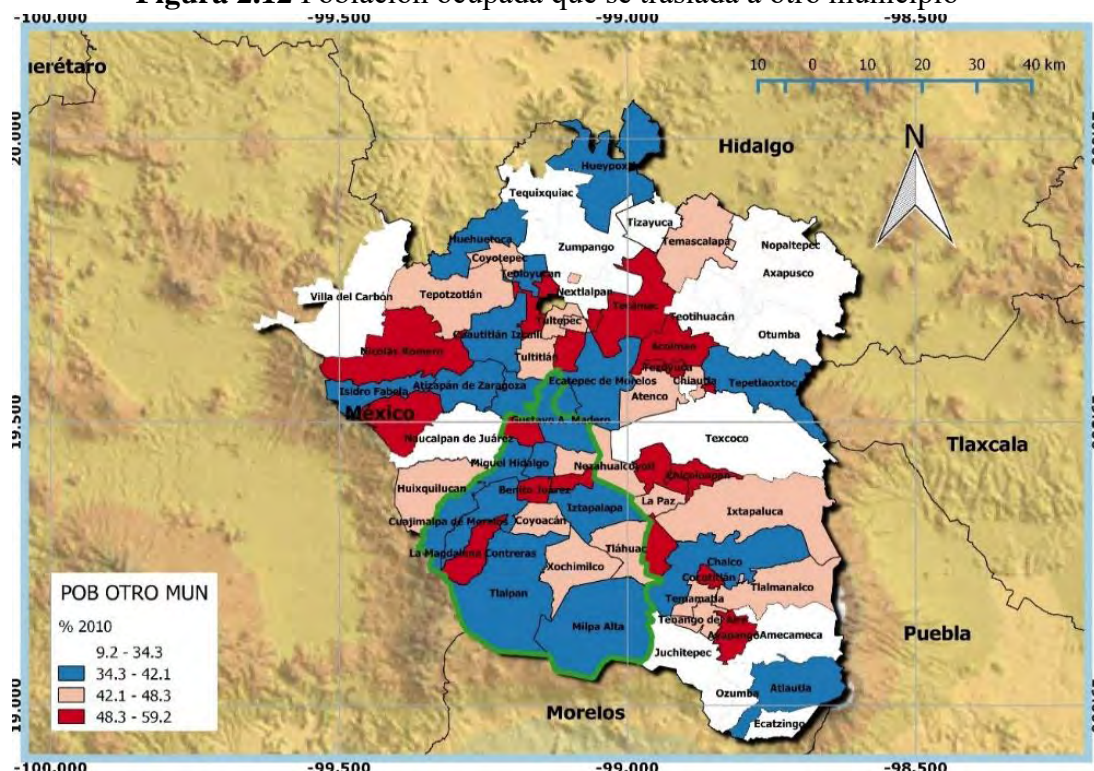 Figura 2.12 Población ocupada que se traslada a otro municipio
-100.000 -99.500 -99.000 -98.500
10 0 10 20 30 40 km
N
Hidalgo
20.000
Hueypox
Tequixquiac
Tizayuca
Temascalapa
Nopaltepec
Huehuetoca
Zumpango
Coyotepec
Axapusco
Teoloyucan
Nextlalpan
Villa del Carbón
Tepotzotlán
Tecámac
Teotihuacán
Tultepec
Otumba
Cuautitlán Izcalli
Nicolás Romero
Tultitlán
Acolman
Tezoyuca
Ecatepec de Morelos
Chiautla
Tepetlaoxtoc
Isidro Fabela
Atizapán de Zaragoza
Atenco
México
19.500
Gustavo A. Madero
Naucalpan de Juárez
Texcoco
Tlaxcala
Miguel Hidalgo
Nezahualcóyotl
Chicoloapan
Huixquilucan
Benito Juárez
La Paz
Iztapalapa
Ixtapaluca
Cuajimalpa de Morelos
Coyoacán
La Magdalena Contreras
Tláhuac
Chalco
Xochimilco
Cocotitlán
Tlalmanalco
Tlalpan
Temamatla
Tenango del Aire
Milpa Alta
Ayapango
Amecameca
Puebla
Juchitepec
Ozumba
Atlautla
19.000
Morelos
Ecatzingo
POB OTRO MUN
% 2010
9.2 - 34.3
34.3 - 42.1
42.1 - 48.3
48.3 - 59.2
-100.000 -99.500 -99.000 -98.500